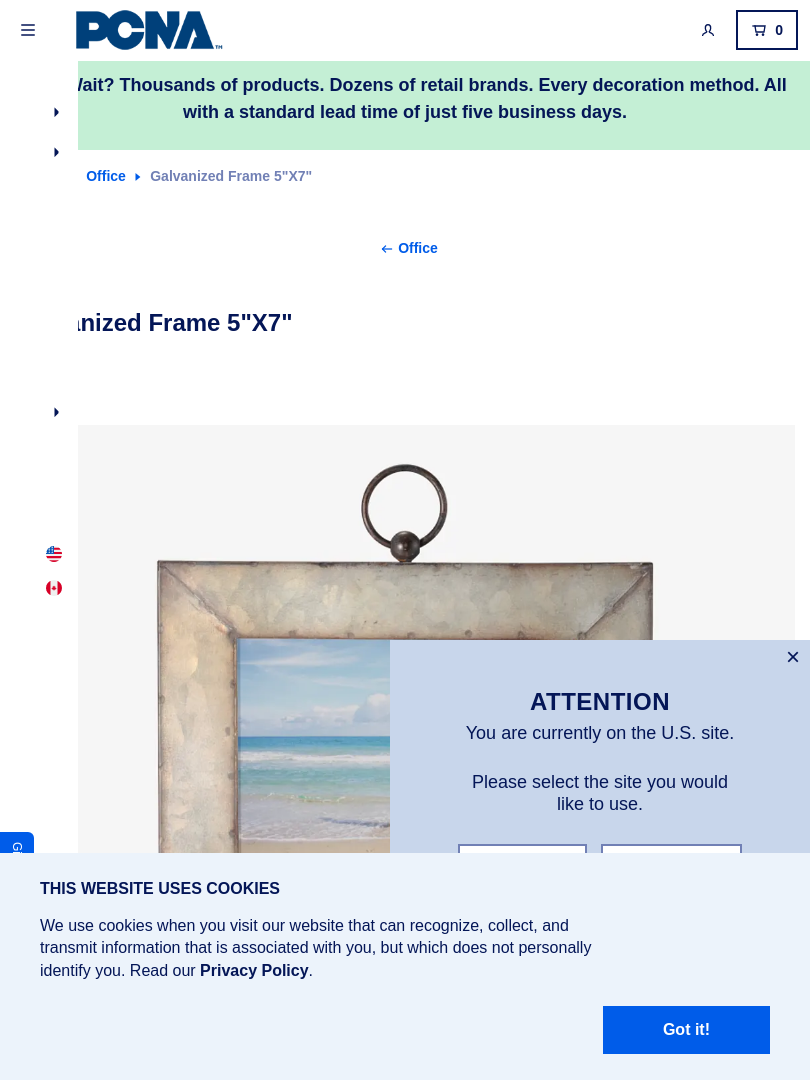 PCNA™
0
Wait? Thousands of products. Dozens of retail brands. Every decoration method. All
with a standard lead time of just five business days.
Office
Galvanized Frame 5"X7"
Office
anized Frame 5"X7"
ATTENTION
You are currently on the U.S. site.
Please select the site you would
like to use.
THIS WEBSITE USES COOKIES
We use cookies when you visit our website that can recognize, collect, and
transmit information that is associated with you, but which does not personally
identify you. Read our Privacy Policy.
Got it!